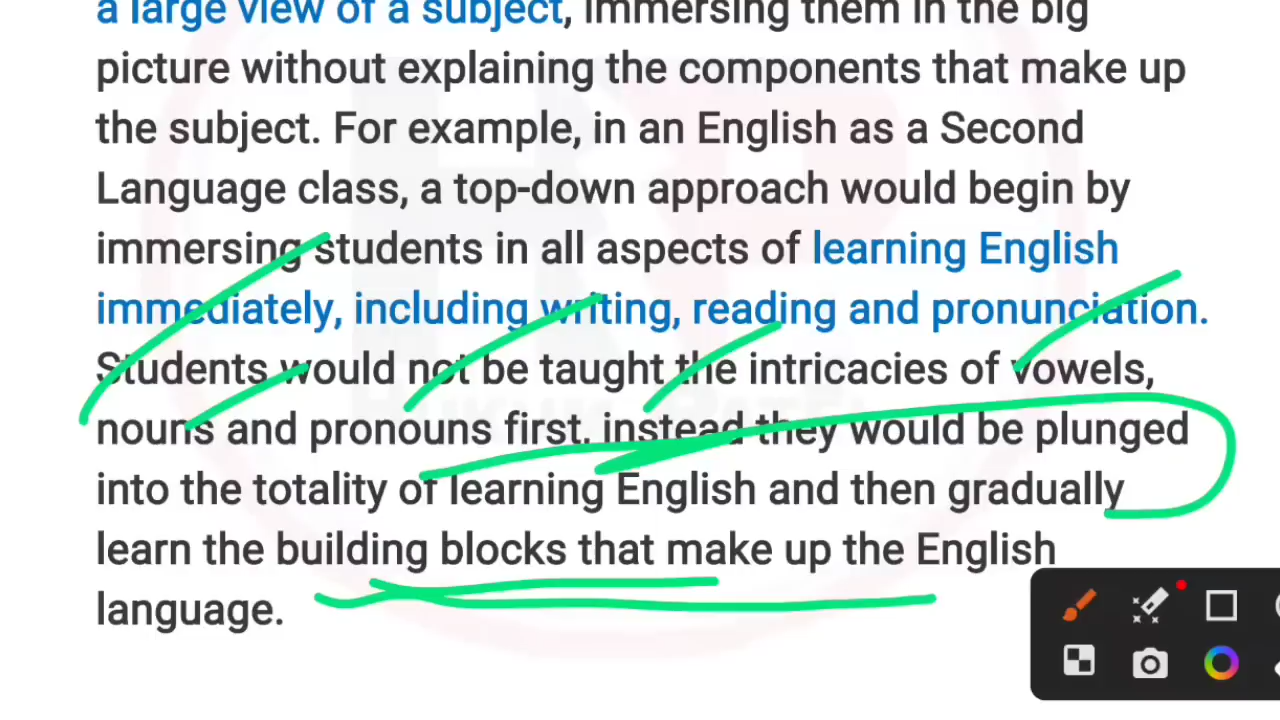 a large view of a subject, immersing them in the big
picture without explaining the components that make up
the subject. For example, in an English as a Second
Language class, a top-down approach would begin by
immersing students in all aspects of learning English
immediately, including writing, reading and pronunciation.
Students would not be taught the intricacies of vowels,
nouns and pronouns first. instead they would be plunged
into the totality of learning English and then gradually
learn the building blocks that make up the English
language.